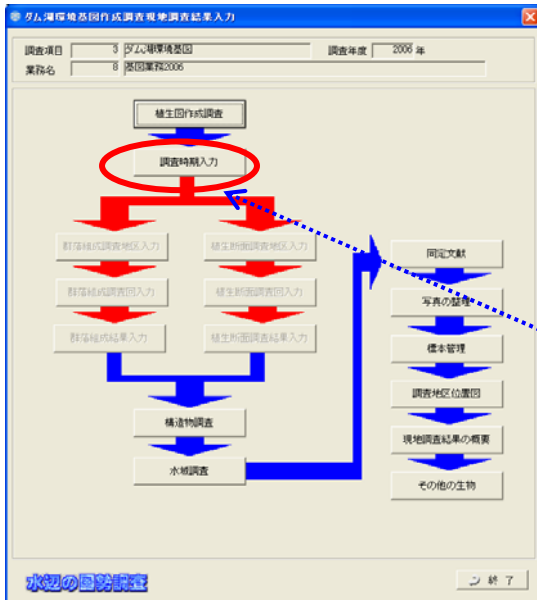 ダム湖環境基図作成調査現地調査結果入力
調査項目 3 ダム湖環境基図 調査年度 2006 年
業務名 8 基図業務2006
植生図作成調査
調査時期入力
群落組成調査地区入力 植生断面調査地区入力
群落組成調査回入力 植生断面調査回入力
群落組成結果入力 植生断面調査結果入力
構造物調査
水域調査
同定文献
写真の整理
標本管理
調査地区位置図
現地調査結果の概要
その他の生物
水辺の国勢調査
終了